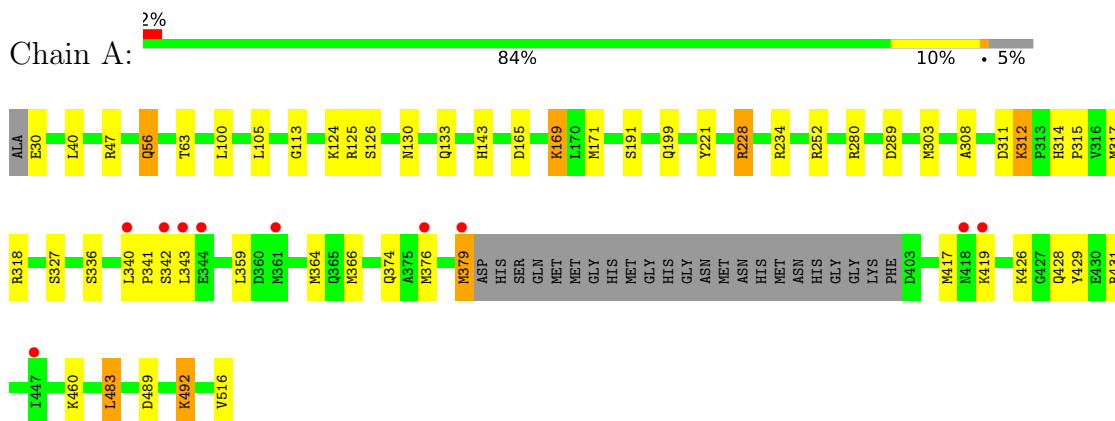 2%
Chain A:
84% 10% • 5%
ALA E30 L40 R47 Q56 T63 L100 L105 G113 K124 R125 S126 N130 Q133 H143 D165 K169 L170 M171 S191 Q199 Y221 R228 R234 R252 R280 D289 M303 A308 D311 K312 P313 H314 P315 V316 M317
R318 S327 S336 L340 P341 S342 L343 E344 L359 D360 M361 M364 Q365 M366 Q374 A375 M376 M379 ASP HIS SER GLN MET MET GLY HIS MET GLY HIS GLY ASN MET ASN HIS MET ASN HIS GLY GLY LYS PHE D403 M417 N418 K419 K426 G427 Q428 Y429 E430 R431
I447 K460 L483 D489 K492 V516